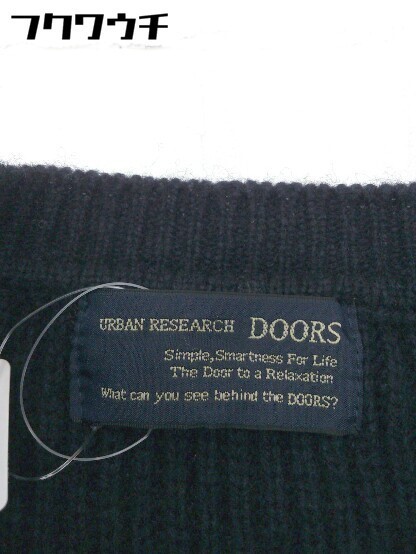 フクワウチ
URBAN RESEARCH DOORS
Simple,Smartness For Life
The Door to a Relaxation
What can you see behind the DOORS?